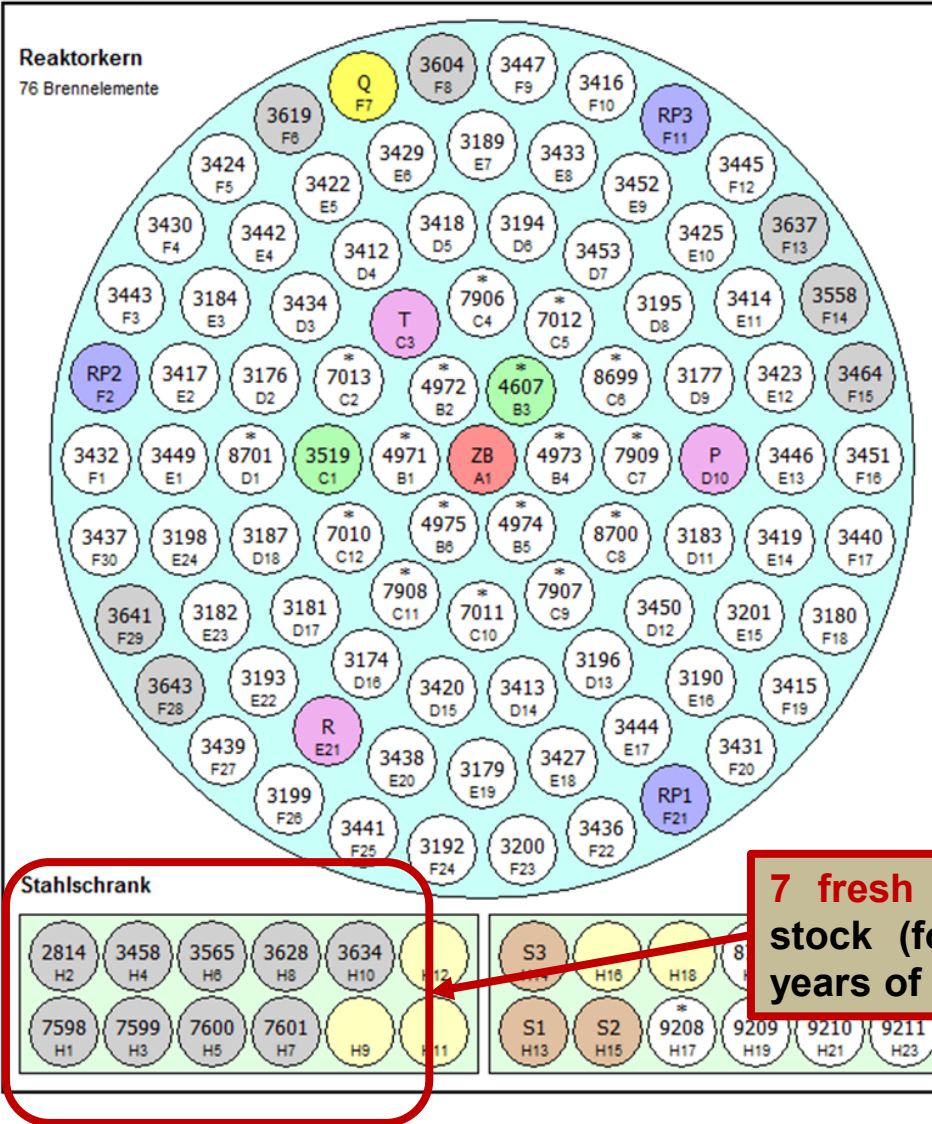 Reaktorkern
76 Brennelemente
3604
F8
3447
F9
Q
F7
3416
F10
3619
F6
RP3
F11
3189
E7
3429
E6
3433
E8
3424
F5
3445
F12
3422
E5
3452
E9
3418
D5
3194
D6
3430
F4
3637
F13
3442
E4
3425
E10
3412
D4
3453
D7
3443
F3
3184
E3
3434
D3
T
C3
*
7906
C4
*
7012
C5
3195
D8
3414
E11
3558
F14
RP2
F2
3417
E2
3176
D2
*
7013
C2
*
4972
B2
*
4607
B3
*
8699
C6
3177
D9
3423
E12
3464
F15
3432
F1
3449
E1
*
8701
D1
3519
C1
*
4971
B1
ZB
A1
*
4973
B4
*
7909
C7
P
D10
3446
E13
3451
F16
3437
F30
3198
E24
3187
D18
*
7010
C12
*
4975
B6
*
4974
B5
*
8700
C8
3183
D11
3419
E14
3440
F17
3641
F29
3182
E23
3181
D17
*
7908
C11
*
7011
C10
*
7907
C9
3450
D12
3201
E15
3180
F18
3643
F28
3193
E22
3174
D16
3420
D15
3413
D14
3196
D13
3190
E16
3415
F19
3439
F27
R
E21
3438
E20
3179
E19
3427
E18
3444
E17
3431
F20
3199
F26
3441
F25
3192
F24
3200
F23
3436
F22
RP1
F21
Stahlschrank
2814
H2
3458
H4
3565
H6
3628
H8
3634
H10
H12
S3
H14
H16
H18
7598
H1
7599
H3
7600
H5
7601
H7
H9
H11
S1
H13
S2
H15
*
9208
H17
9209
H19
9210
H21
9211
H23
7 fresh
stock
years of